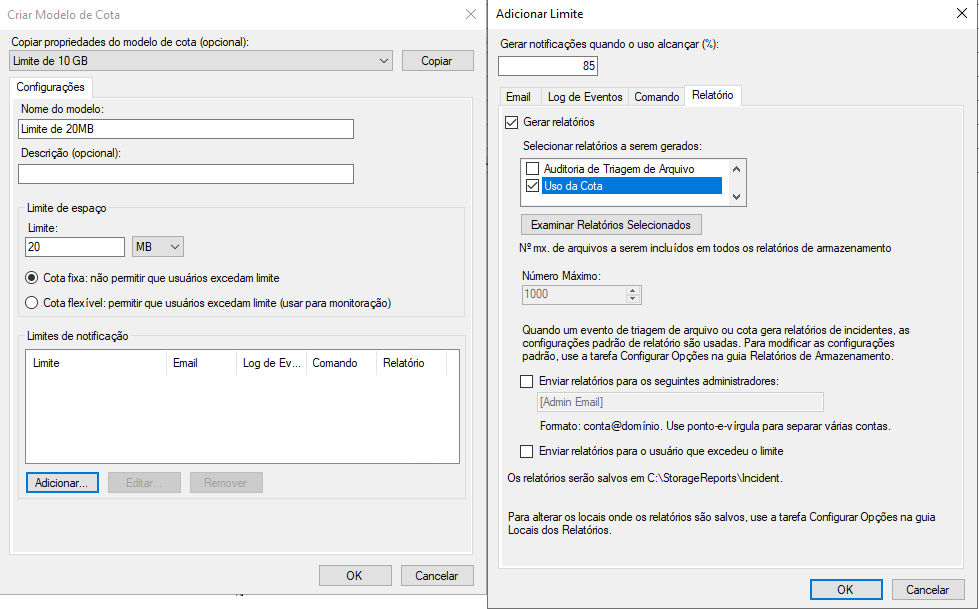 Criar Modelo de Cota
Copiar propriedades do modelo de cota (opcional):
Limite de 10 GB
Copiar
Configurações
Nome do modelo:
Limite de 20MB
Descrição (opcional):
Limite de espaço
Limite:
20
MB
Cota fixa: não permitir que usuários excedam limite
Cota flexível: permitir que usuários excedam limite (usar para monitoração)
Limites de notificação
Limite Email Log de Ev... Comando Relatório
Adicionar... Editar... Remover
OK Cancelar
Adicionar Limite
Gerar notificações quando o uso alcançar (%):
85
Email Log de Eventos Comando Relatório
Gerar relatórios
Selecionar relatórios a serem gerados:
Auditoria de Triagem de Arquivo
Uso da Cota
Examinar Relatórios Selecionados
Nº mx. de arquivos a serem incluídos em todos os relatórios de armazenamento
Número Máximo:
1000
Quando um evento de triagem de arquivo ou cota gera relatórios de incidentes, as
configurações padrão de relatório são usadas. Para modificar as configurações
padrão, use a tarefa Configurar Opções na guia Relatórios de Armazenamento.
Enviar relatórios para os seguintes administradores:
[Admin Email]
Formato: conta@domínio. Use ponto-e-vírgula para separar várias contas.
Enviar relatórios para o usuário que excedeu o limite
Os relatórios serão salvos em C:\StorageReports\Incident.
Para alterar os locais onde os relatórios são salvos, use a tarefa Configurar Opções na guia
Locais dos Relatórios.
OK Cancelar